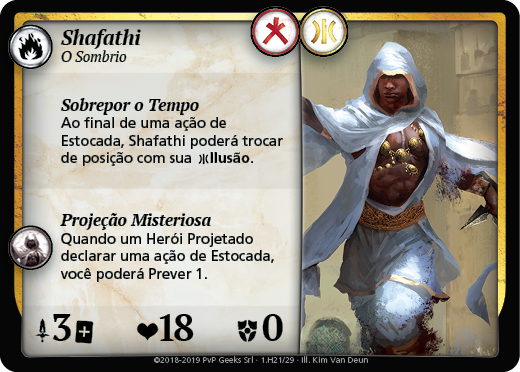 Shafathi
O Sombrio
Sobrepor o Tempo
Ao final de uma ação de
Estocada, Shafathi poderá trocar
de posição com sua Ilusão.
Projeção Misteriosa
Quando um Herói Projetado
declarar uma ação de Estocada,
você poderá Prever 1.
3 18 0
©2018-2019 PvP Geeks Srl · 1.H21/29 · Ill. Kim Van Deun